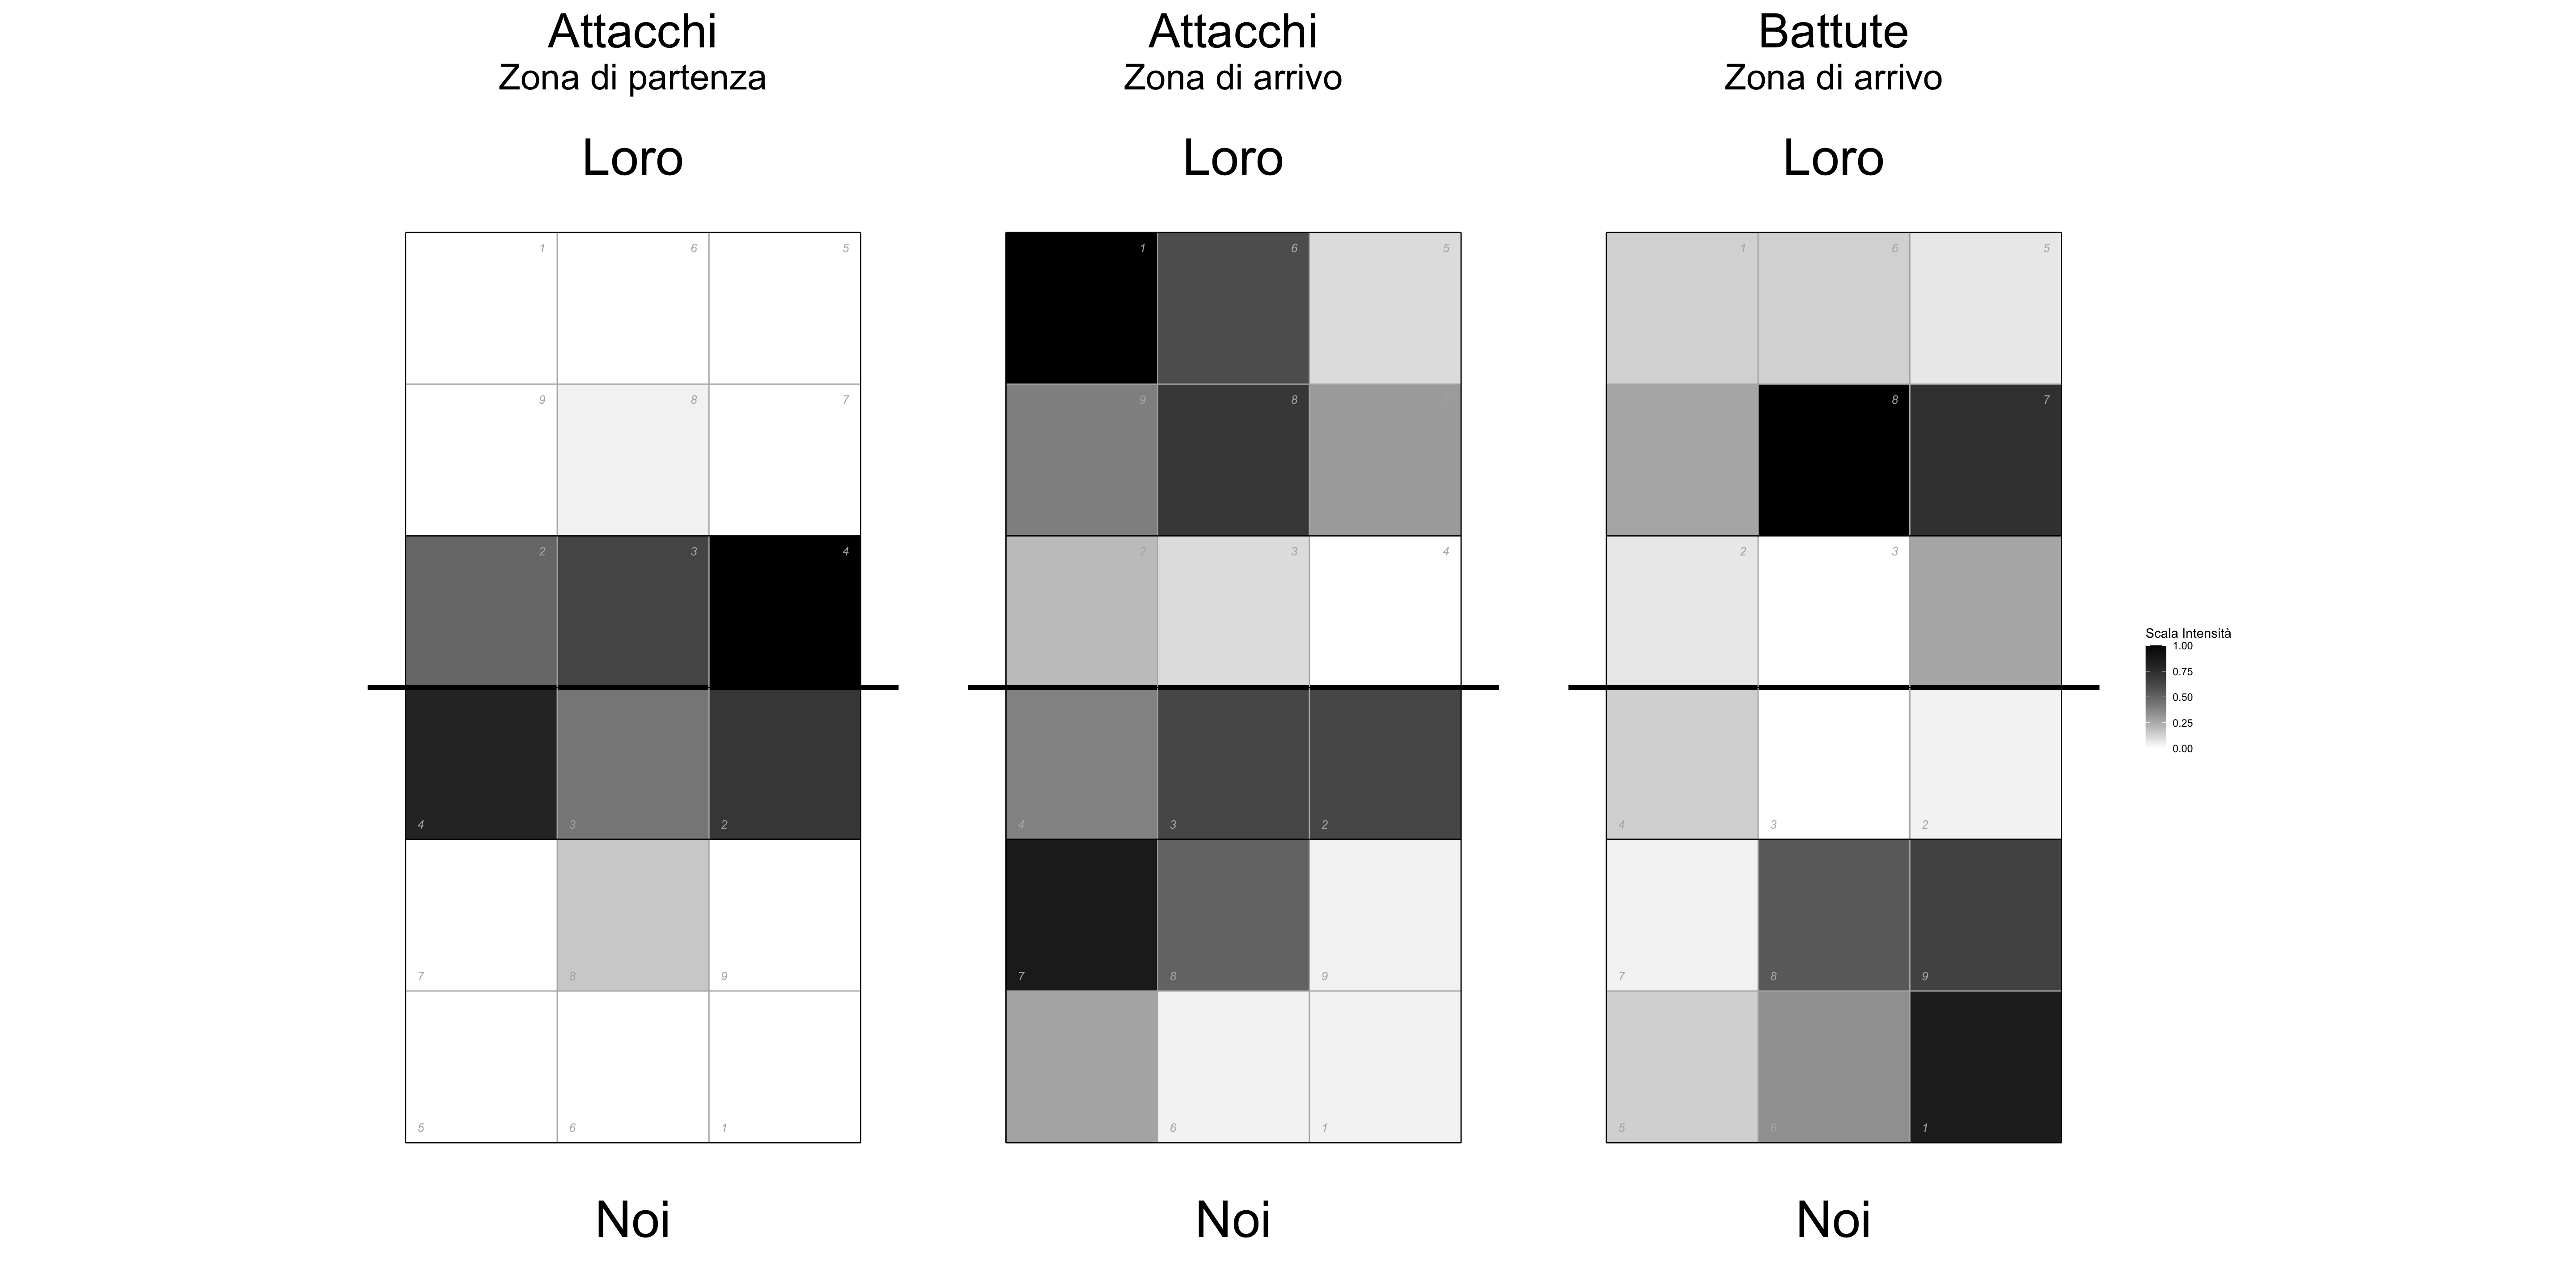 Attacchi
Zona di partenza
Loro
1 6 5
9 8 7
2 3 4
4 3 2
7 8 9
5 6 1
Noi
Attacchi
Zona di arrivo
Loro
1 6 5
9 8 7
2 3 4
4 3 2
7 8 9
6 1
Noi
Battute
Zona di arrivo
Loro
1 6 5
8 7
2 3
4 3 2
7 8 9
5 6 1
Noi
Scala Intensità
1.00
0.75
0.50
0.25
0.00